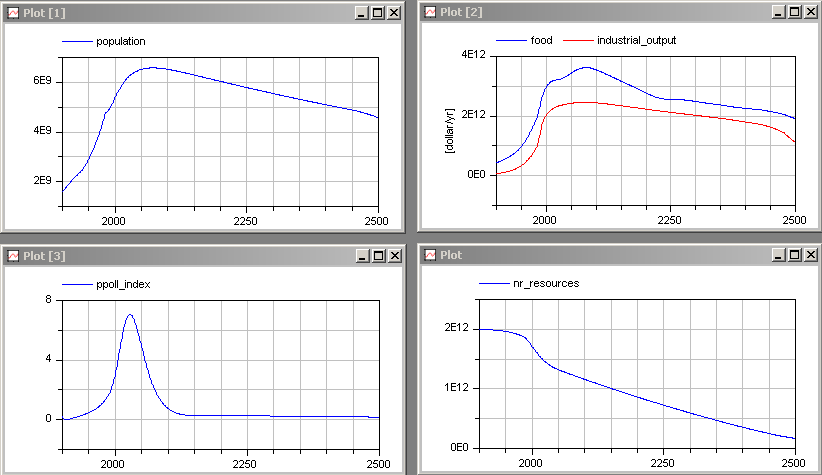 Plot [1]
population
6E9
4E9
2E9
2000
2250
2500
Plot [2]
food industrial_output
4E12
2E12
0E0
[dollar/yr]
2000
2250
2500
Plot [3]
ppoll_index
8
4
0
2000
2250
2500
Plot
nr_resources
2E12
1E12
0E0
2000
2250
2500